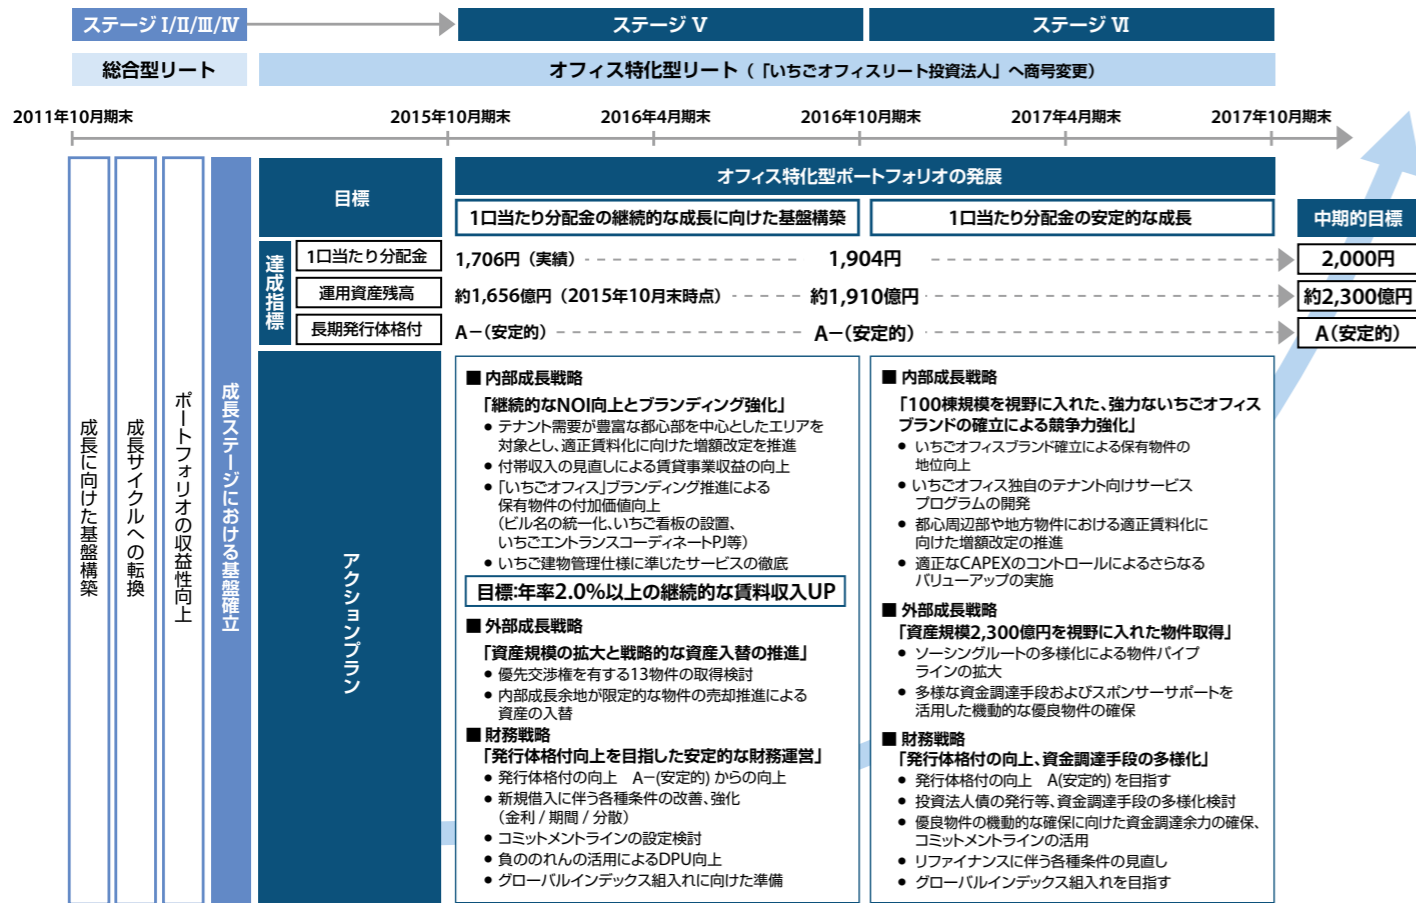 ステージ I/II/III/IV
ステージ V
ステージ VI
総合型リート
オフィス特化型リート（「いちごオフィスリート投資法人」へ商号変更）
2011年10月期末
2015年10月期末
2016年4月期末
2016年10月期末
2017年4月期末
2017年10月期末
成長に向けた基盤構築
成長サイクルへの転換
ポートフォリオの収益性向上
成長ステージにおける基盤確立
目標
オフィス特化型ポートフォリオの発展
1口当たり分配金の継続的な成長に向けた基盤構築
1口当たり分配金の安定的な成長
中期的目標
達成指標
1口当たり分配金
1,706円（実績）
1,904円
2,000円
運用資産残高
約1,656億円（2015年10月末時点）
約1,910億円
約2,300億円
長期発行体格付
A－(安定的)
A－(安定的)
A(安定的)
アクションプラン
■ 内部成長戦略
「継続的なNOI向上とブランディング強化」
● テナント需要が豊富な都心部を中心としたエリアを
対象とし、適正賃料化に向けた増額改定を推進
● 付帯収入の見直しによる賃貸事業収益の向上
● 「いちごオフィス」ブランディング推進による
保有物件の付加価値向上
(ビル名の統一化、いちご看板の設置、
いちごエントランスコーディネートPJ等)
● いちご建物管理仕様に準じたサービスの徹底
目標:年率2.0%以上の継続的な賃料収入UP
■ 外部成長戦略
「資産規模の拡大と戦略的な資産入替の推進」
● 優先交渉権を有する13物件の取得検討
● 内部成長余地が限定的な物件の売却推進による
資産の入替
■ 財務戦略
「発行体格付向上を目指した安定的な財務運営」
● 発行体格付の向上　A－(安定的) からの向上
● 新規借入に伴う各種条件の改善、強化
(金利 / 期間 / 分散)
● コミットメントラインの設定検討
● 負ののれんの活用によるDPU向上
● グローバルインデックス組入れに向けた準備
■ 内部成長戦略
「100棟規模を視野に入れた、強力ないちごオフィス
ブランドの確立による競争力強化」
● いちごオフィスブランド確立による保有物件の
地位向上
● いちごオフィス独自のテナント向けサービス
プログラムの開発
● 都心周辺部や地方物件における適正賃料化に
向けた増額改定の推進
● 適正なCAPEXのコントロールによるさらなる
バリューアップの実施
■ 外部成長戦略
「資産規模2,300億円を視野に入れた物件取得」
● ソーシングルートの多様化による物件パイプ
ラインの拡大
● 多様な資金調達手段およびスポンサーサポートを
活用した機動的な優良物件の確保
■ 財務戦略
「発行体格付の向上、資金調達手段の多様化」
● 発行体格付の向上　A(安定的) を目指す
● 投資法人債の発行等、資金調達手段の多様化検討
● 優良物件の機動的な確保に向けた資金調達余力の確保、
コミットメントラインの活用
● リファイナンスに伴う各種条件の見直し
● グローバルインデックス組入れを目指す